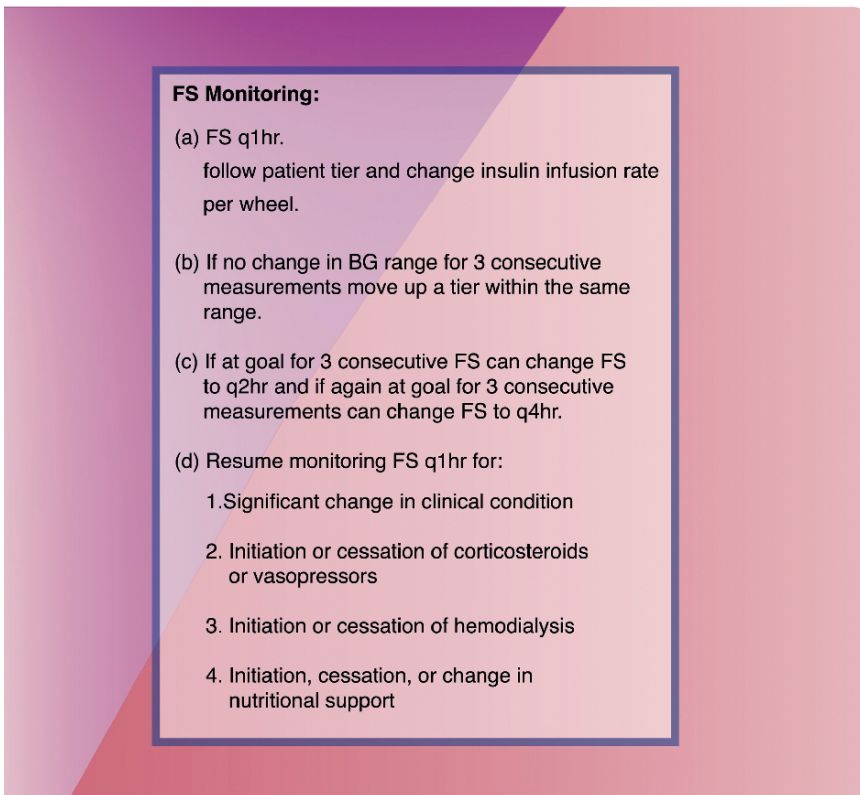 FS Monitoring:
(a) FS q1hr.
follow patient tier and change insulin infusion rate
per wheel.
(b) If no change in BG range for 3 consecutive
measurements move up a tier within the same
range.
(c) If at goal for 3 consecutive FS can change FS
to q2hr and if again at goal for 3 consecutive
measurements can change FS to q4hr.
(d) Resume monitoring FS q1hr for:
1.Significant change in clinical condition
2. Initiation or cessation of corticosteroids
or vasopressors
3. Initiation or cessation of hemodialysis
4. Initiation, cessation, or change in
nutritional support